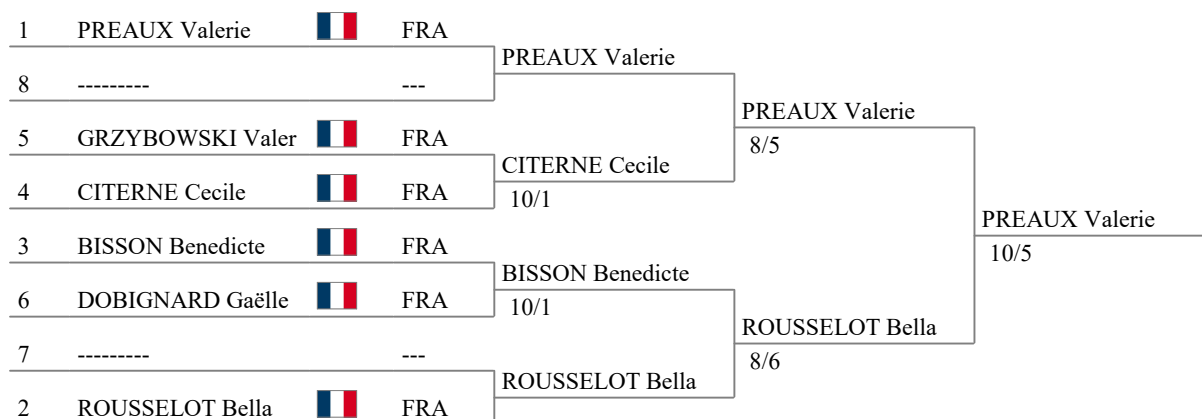 1 PREAUX Valerie FRA
PREAUX Valerie
8 --------- ---
PREAUX Valerie
5 GRZYBOWSKI Valer FRA
8/5
CITERNE Cecile
4 CITERNE Cecile FRA
10/1
PREAUX Valerie
3 BISSON Benedicte FRA
10/5
BISSON Benedicte
6 DOBIGNARD Gaëlle FRA
10/1
ROUSSELOT Bella
7 --------- ---
8/6
ROUSSELOT Bella
2 ROUSSELOT Bella FRA